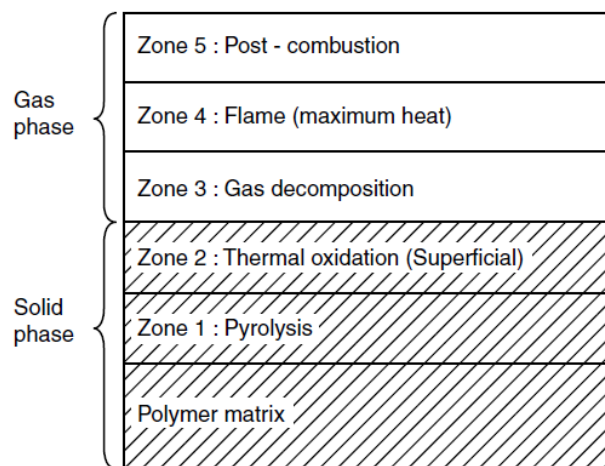 Zone 5 : Post - combustion
Gas
phase
Zone 4 : Flame (maximum heat)
Zone 3 : Gas decomposition
Zone 2 : Thermal oxidation (Superficial)
Solid
phase
Zone 1 : Pyrolysis
Polymer matrix